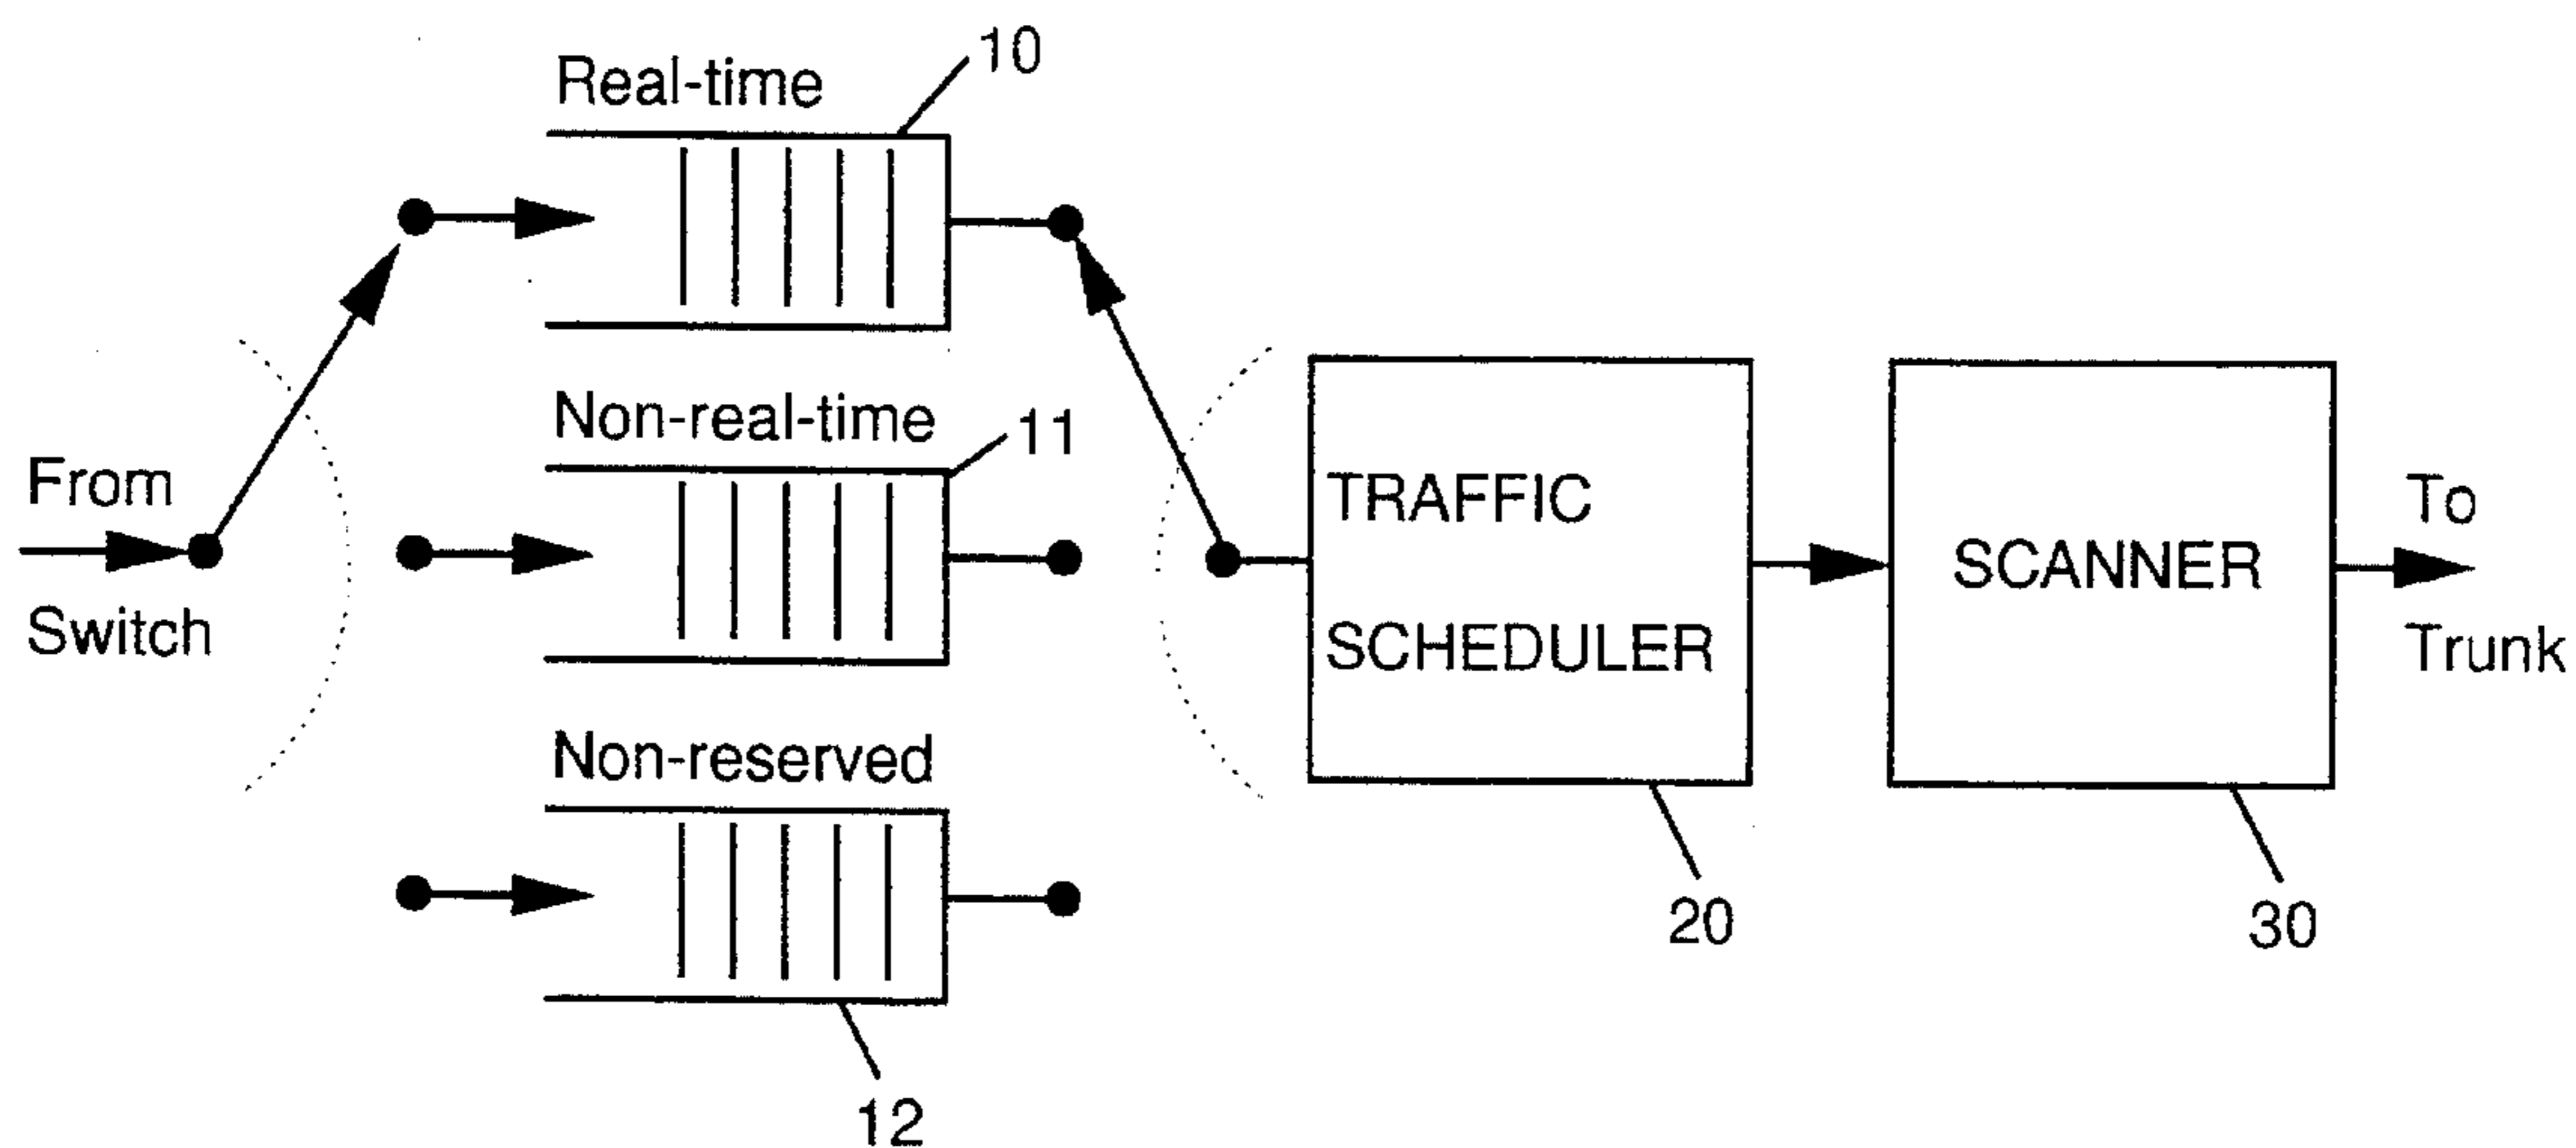 10
Real-time
Non-real-time
11
From
Switch
TRAFFIC
SCHEDULER
SCANNER
To
Trunk
Non-reserved
20
30
12